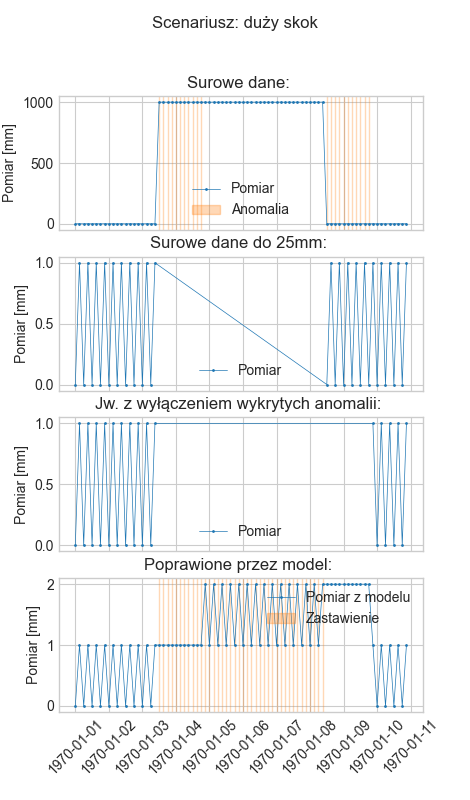 Scenariusz: duży skok
Surowe dane:
1000
500
0
Pomiar [mm]
Pomiar
Anomalia
Surowe dane do 25mm:
1.0
0.5
0.0
Pomiar [mm]
Pomiar
Jw. z wyłączeniem wykrytych anomalii:
1.0
0.5
0.0
Pomiar [mm]
Pomiar
Poprawione przez model:
2
1
0
Pomiar [mm]
Pomiar z modelu
Zastawienie
1970-01-01
1970-01-02
1970-01-03
1970-01-04
1970-01-05
1970-01-06
1970-01-07
1970-01-08
1970-01-09
1970-01-10
1970-01-11